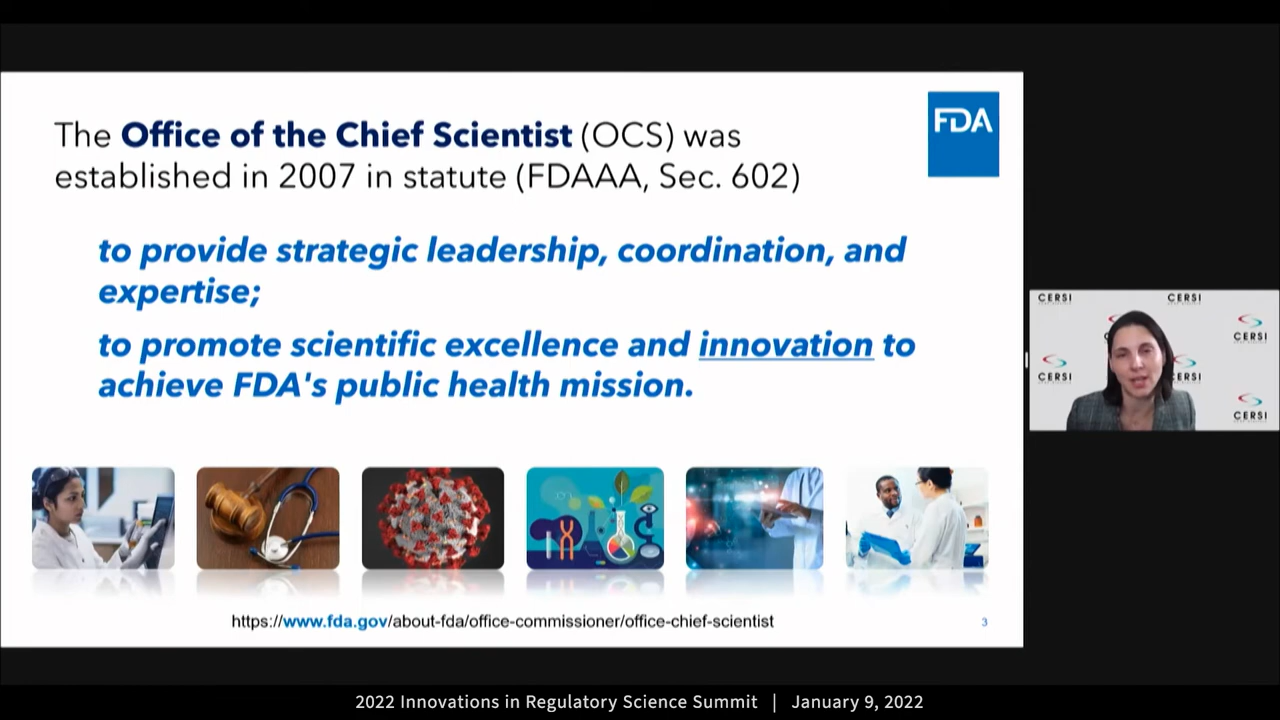 The Office of the Chief Scientist (OCS) was
established in 2007 in statute (FDAAA, Sec. 602)
FDA
to provide strategic leadership, coordination, and
expertise;
to promote scientific excellence and innovation to
achieve FDA's public health mission.
https://www.fda.gov/about-fda/office-commissioner/office-chief-scientist
3
CERSI
CERSI
CERSI
CERSI
CERSI
CERSI
2022 Innovations in Regulatory Science Summit | January 9, 2022